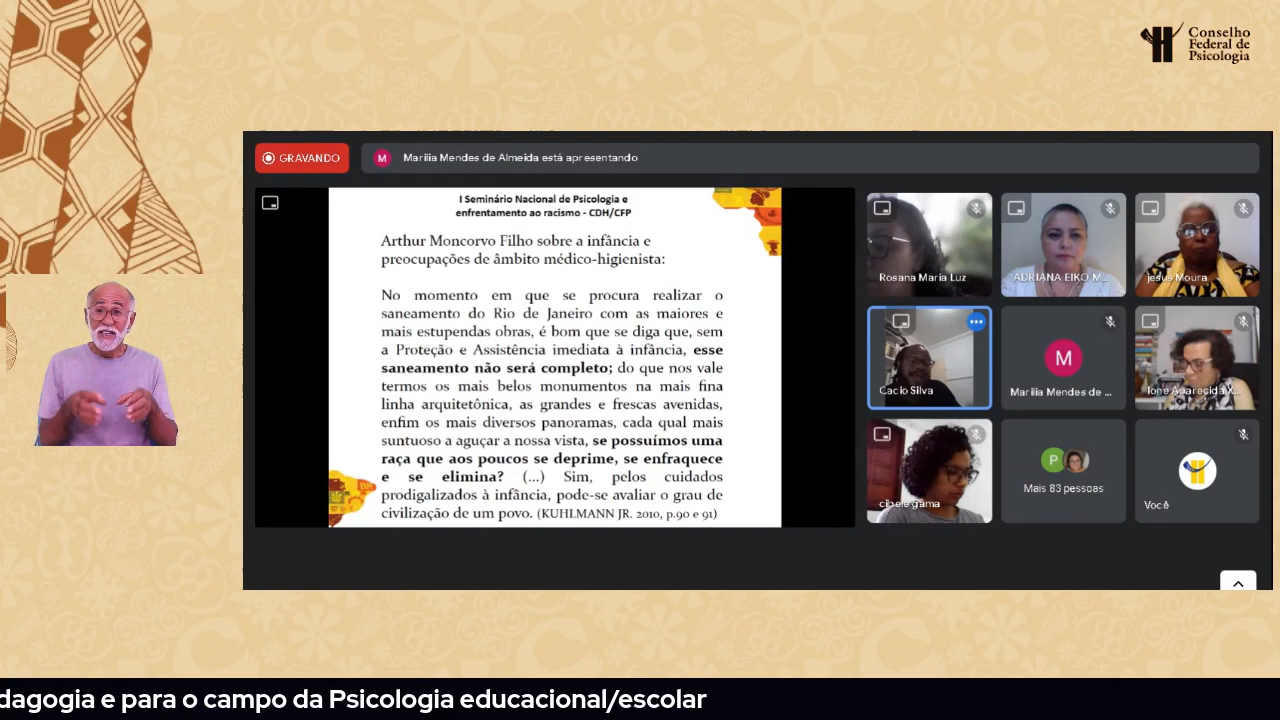 Conselho
Federal de
Psicologia
GRAVANDO
M
Marilia Mendes de Almeida está apresentando
I Seminário Nacional de Psicologia e
enfrentamento ao racismo - CDH/CFP
Arthur Moncorvo Filho sobre a infância e
preocupações de âmbito médico-higienista:
No momento em que se procura realizar o
saneamento do Rio de Janeiro com as maiores e
mais estupendas obras, é bom que se diga que, sem
a Proteção e Assistência imediata à infância, esse
saneamento não será completo; do que nos vale
termos os mais belos monumentos na mais fina
linha arquitetônica, as grandes e frescas avenidas,
enfim os mais diversos panoramas, cada qual mais
suntuoso a aguçar a nossa vista, se possuímos uma
raça que aos poucos se deprime, se enfraquece
e se elimina? (...) Sim, pelos cuidados
prodigalizados à infância, pode-se avaliar o grau de
civilização de um povo. (KUHLMANN JR. 2010, p.90 e 91)
BR
Rosana Maria Luz
ADRIANA EIKO M...
jesus Moura
Cacio Silva
M
Marilia Mendes de ...
Ione Aparecida X...
cibele gama
P
Mais 83 pessoas
Você
dagogia e para o campo da Psicologia educacional/escolar